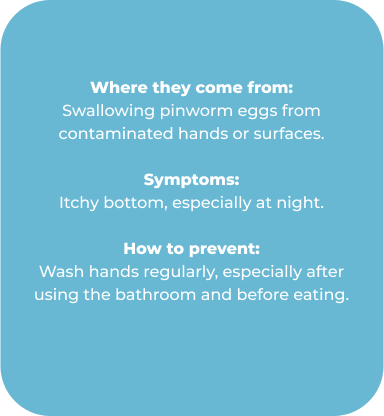 Where they come from:
Swallowing pinworm eggs from
contaminated hands or surfaces.
Symptoms:
Itchy bottom, especially at night.
How to prevent:
Wash hands regularly, especially after
using the bathroom and before eating.